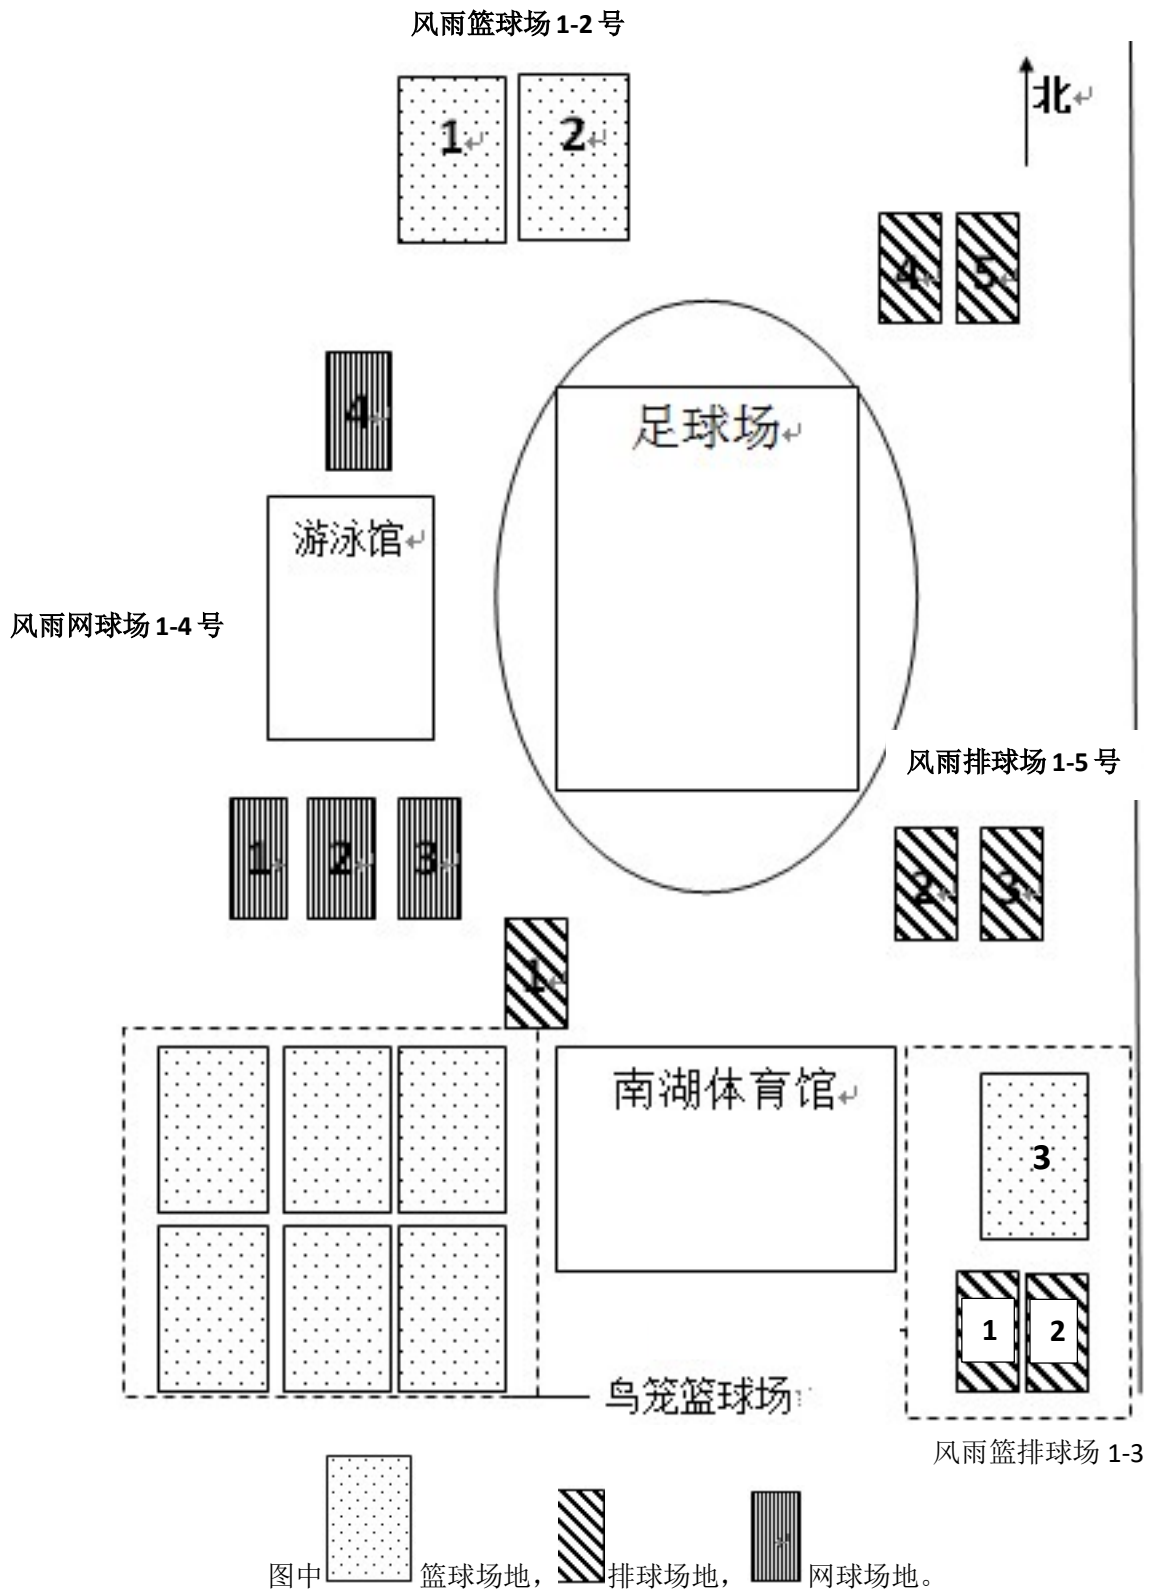 风雨篮球场 1-2 号
北
1
2
4
5
4
足球场
游泳馆
风雨网球场 1-4 号
风雨排球场 1-5 号
1
2
3
2
3
1
南湖体育馆
3
1
2
鸟笼篮球场
风雨篮排球场 1-3
图中 篮球场地， 排球场地， 网球场地。